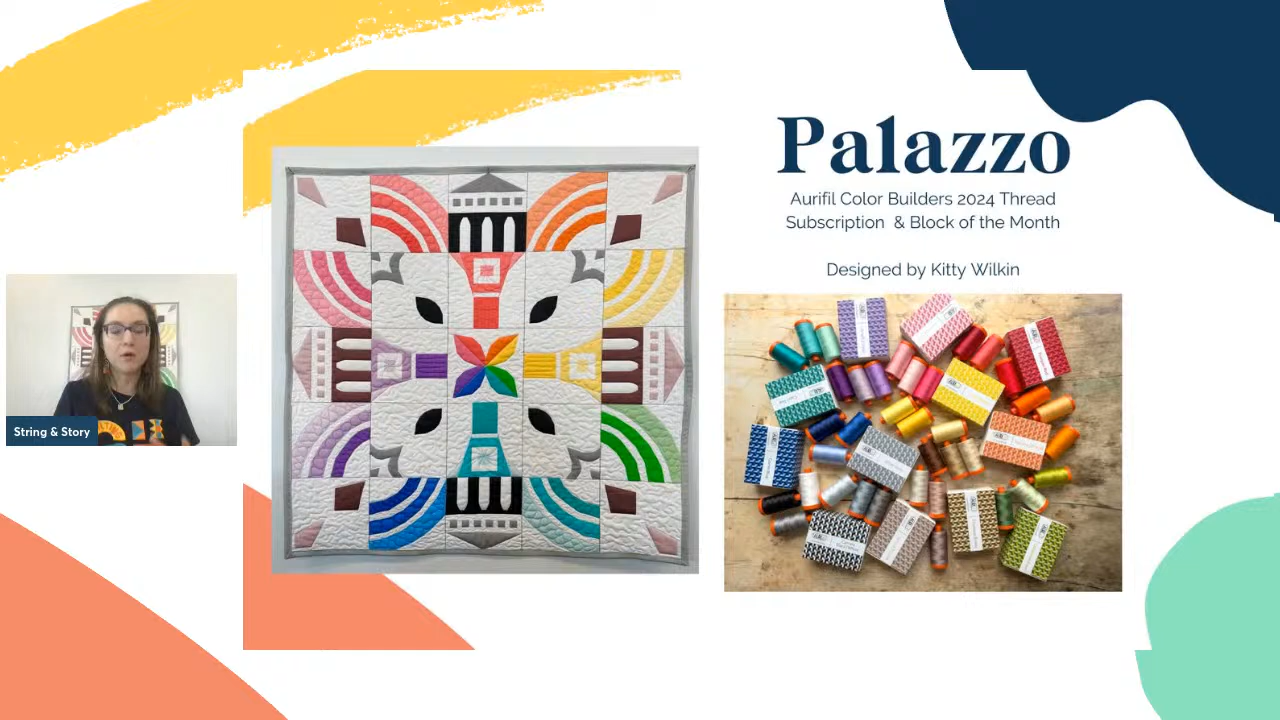 Palazzo
Aurifil Color Builders 2024 Thread
Subscription & Block of the Month
Designed by Kitty Wilkin
String & Story